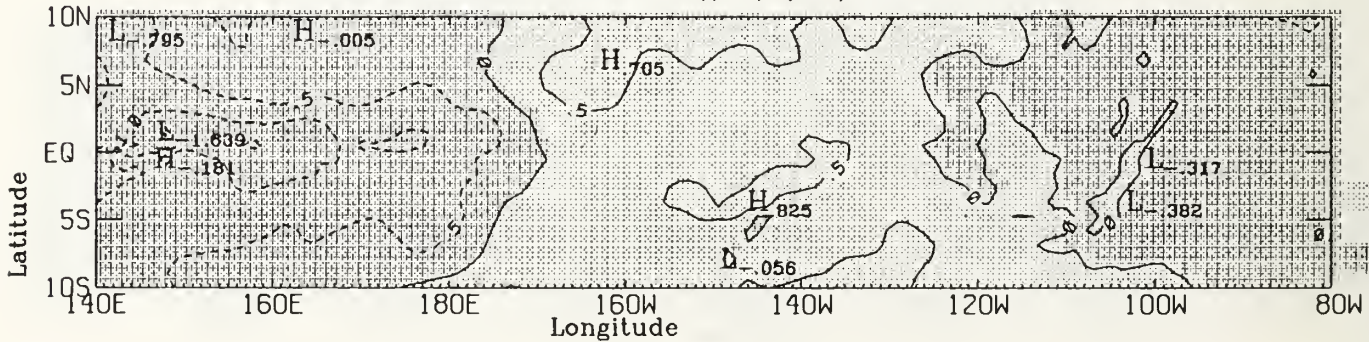 10N
L-.795
H-.005
0
H.705
5N
.5
.5
0
L-1.639
EQ
H-.181
L-.317
.5
H.825
0
L-.382
5S
.5
0
0
0
L-.056
10S
140E 160E 180E 160W 140W 120W 100W 80W
Latitude
Longitude